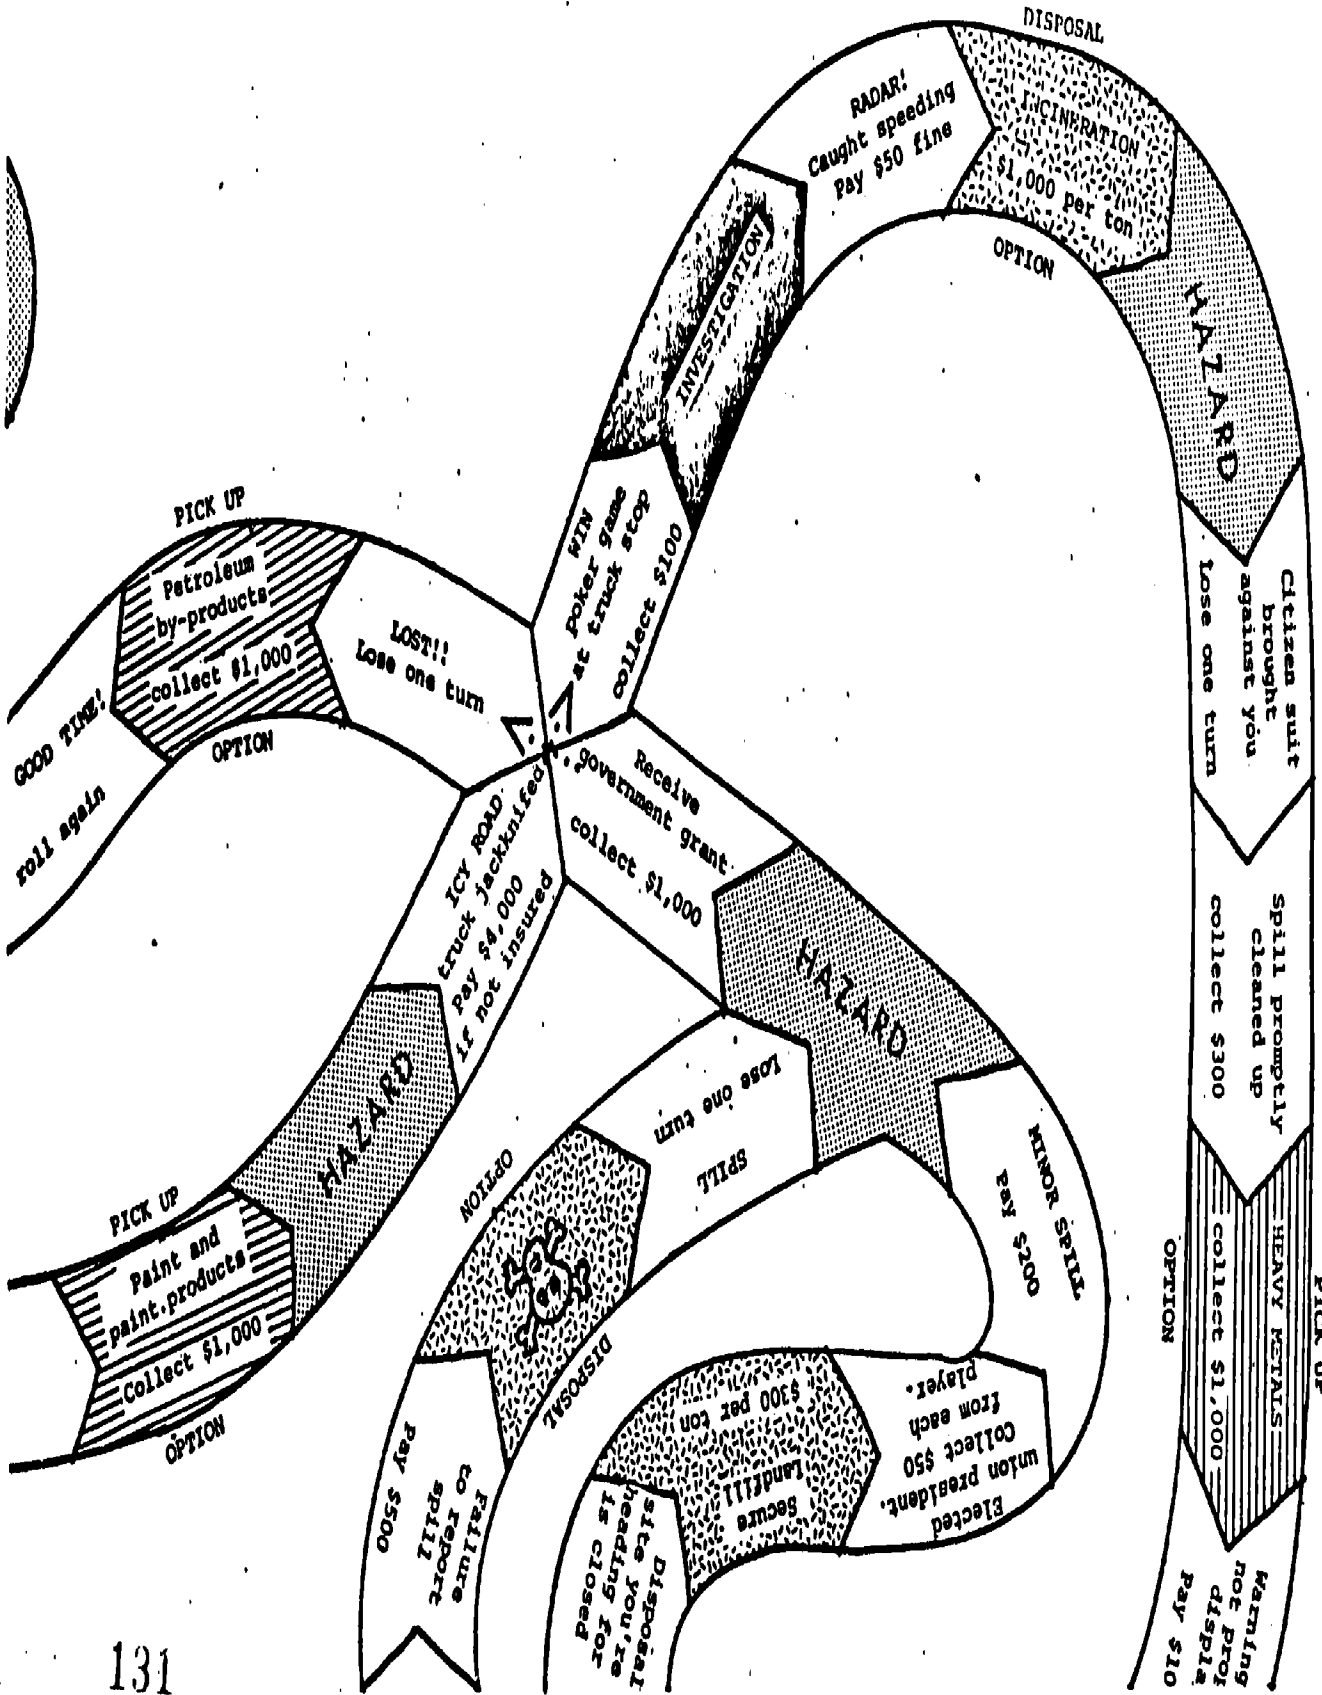 DISPOSAL
INCINERATION
$1,000 per ton
OPTION
RADAR!
Caught speeding
Pay $50 fine
INVESTIGATION
WIN
poker game
at truck stop
collect $100
HAZARD
Citizen suit
brought
against you
Lose one turn
Spill promptly
cleaned up
collect $300
PICK UP
HEAVY METALS
collect $1,000
OPTION
Warning
not
Pay $10
PICK UP
Petroleum
by-products
collect $1,000
OPTION
LOST!!
Lose one turn
GOOD TIME!
roll again
Receive
government grant
collect $1,000
HAZARD
ICY ROAD
truck jackknifed
Pay $4,000
if not insured
HAZARD
PICK UP
Paint and
paint.products
Collect $1,000
OPTION
MINOR SPILL
Pay $200
SPILL
Lose one turn
OPTION
DISPOSAL
Failure
to report
spill
Pay $500
Elected
union president.
Collect $50
from each
player.
Secure
Landfill
$300 per ton
Disposal
site you're
heading for
is closed
131